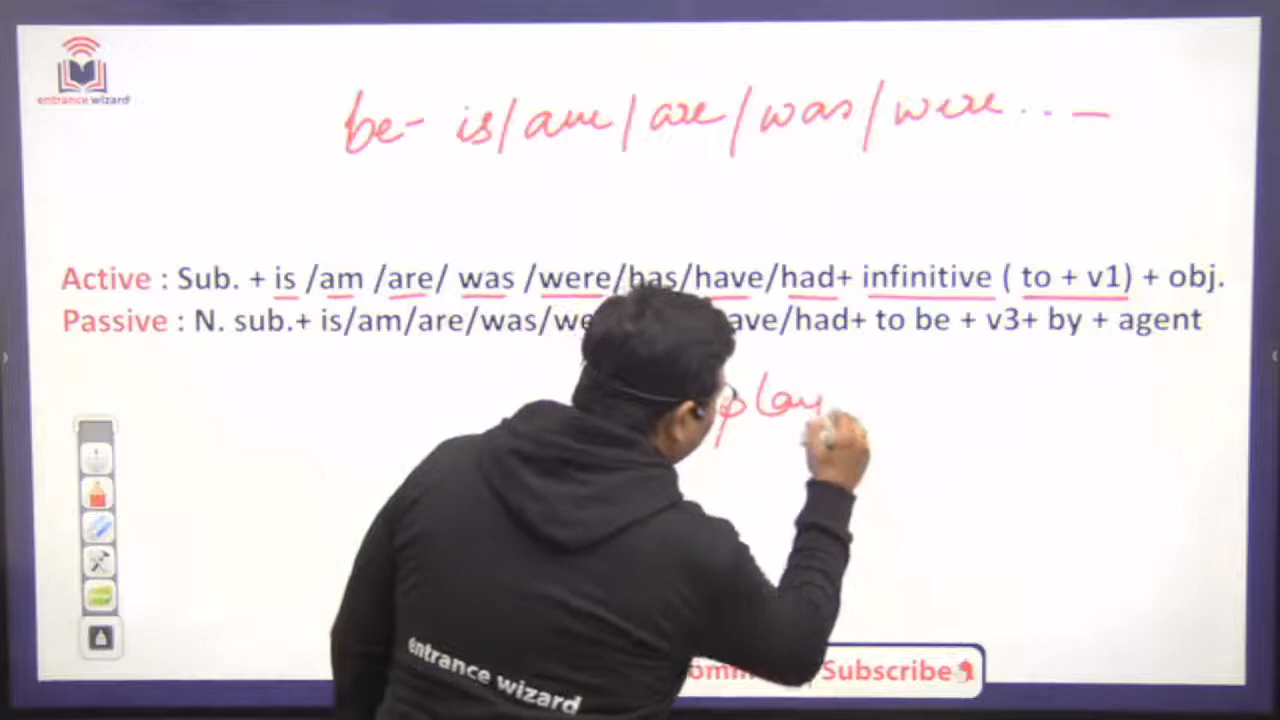 entrance wizard
be- is/am/are/was/were...—
Active : Sub. + is /am /are/ was /were/has/have/had+ infinitive ( to + v1) + obj.
Passive : N. sub.+ is/am/are/was/we ave/had+ to be + v3+ by + agent
play
entrance wizard
Subscribe